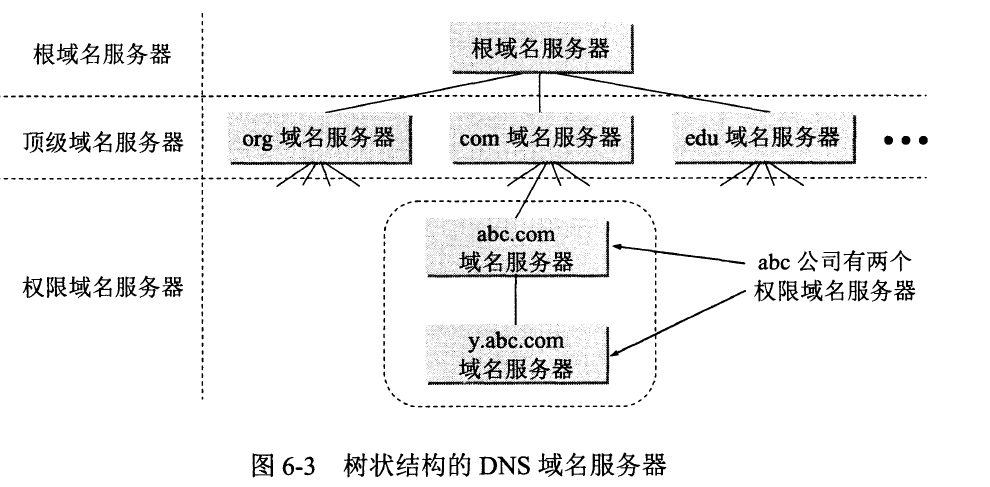 根域名服务器
根域名服务器
顶级域名服务器
org 域名服务器
com 域名服务器
edu 域名服务器
•••
权限域名服务器
abc.com
域名服务器
y.abc.com
域名服务器
abc 公司有两个
权限域名服务器
图 6-3 树状结构的 DNS 域名服务器